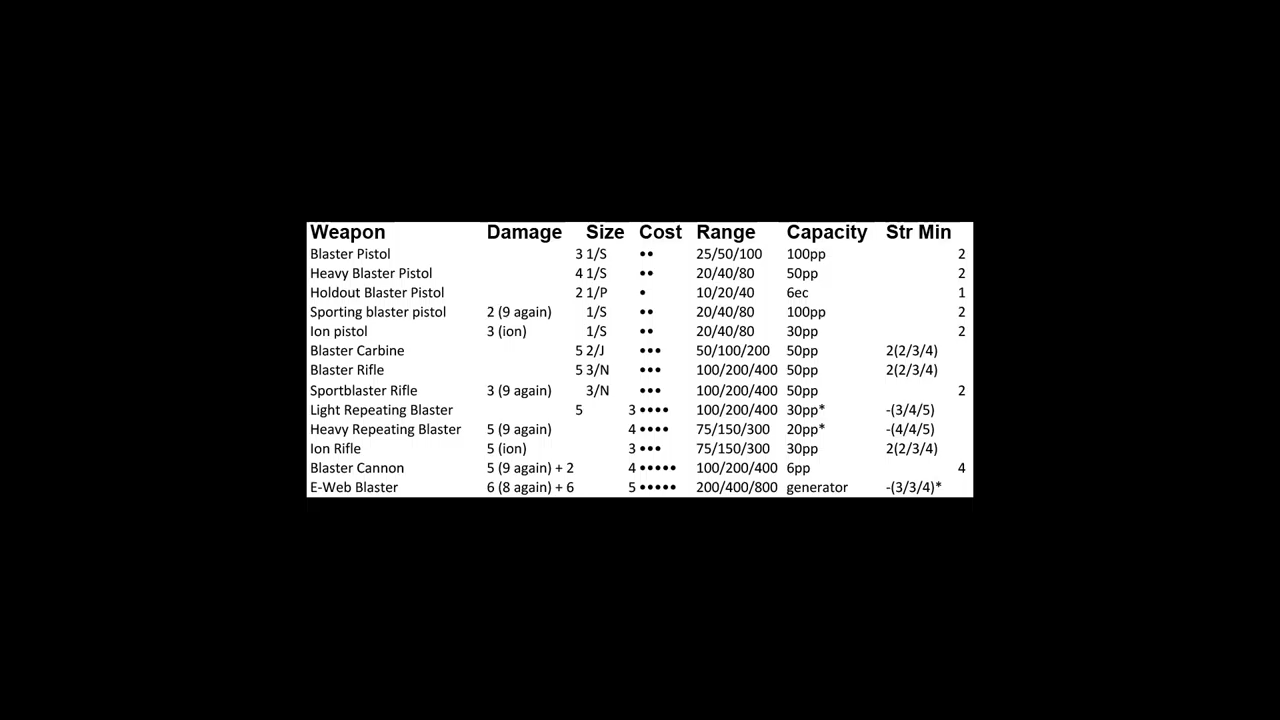 Weapon Damage Size Cost Range Capacity Str Min
Blaster Pistol 3 1/S •• 25/50/100 100pp 2
Heavy Blaster Pistol 4 1/S •• 20/40/80 50pp 2
Holdout Blaster Pistol 2 1/P • 10/20/40 6ec 1
Sporting blaster pistol 2 (9 again) 1/S •• 20/40/80 100pp 2
Ion pistol 3 (ion) 1/S •• 20/40/80 30pp 2
Blaster Carbine 5 2/J ••• 50/100/200 50pp 2(2/3/4)
Blaster Rifle 5 3/N ••• 100/200/400 50pp 2(2/3/4)
Sportblaster Rifle 3 (9 again) 3/N ••• 100/200/400 50pp 2
Light Repeating Blaster 5 3 •••• 100/200/400 30pp* -(3/4/5)
Heavy Repeating Blaster 5 (9 again) 4 •••• 75/150/300 20pp* -(4/4/5)
Ion Rifle 5 (ion) 3 ••• 75/150/300 30pp 2(2/3/4)
Blaster Cannon 5 (9 again) + 2 4 ••••• 100/200/400 6pp 4
E-Web Blaster 6 (8 again) + 6 5 ••••• 200/400/800 generator -(3/3/4)*